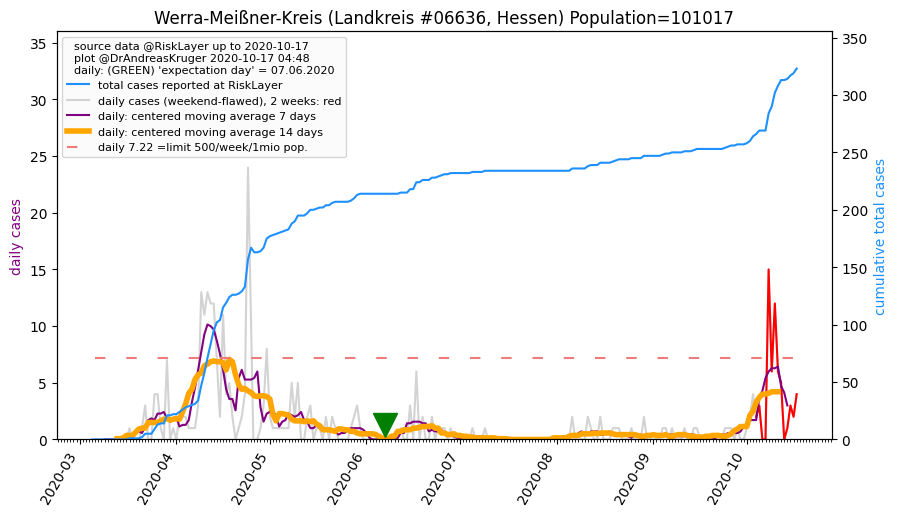 Werra-Meißner-Kreis (Landkreis #06636, Hessen) Population=101017
source data @RiskLayer up to 2020-10-17
plot @DrAndreasKruger 2020-10-17 04:48
daily: (GREEN) 'expectation day' = 07.06.2020
total cases reported at RiskLayer
daily cases (weekend-flawed), 2 weeks: red
daily: centered moving average 7 days
daily: centered moving average 14 days
daily 7.22 =limit 500/week/1mio pop.
daily cases
35
30
25
20
15
10
5
0
cumulative total cases
350
300
250
200
150
100
50
0
2020-03
2020-04
2020-05
2020-06
2020-07
2020-08
2020-09
2020-10